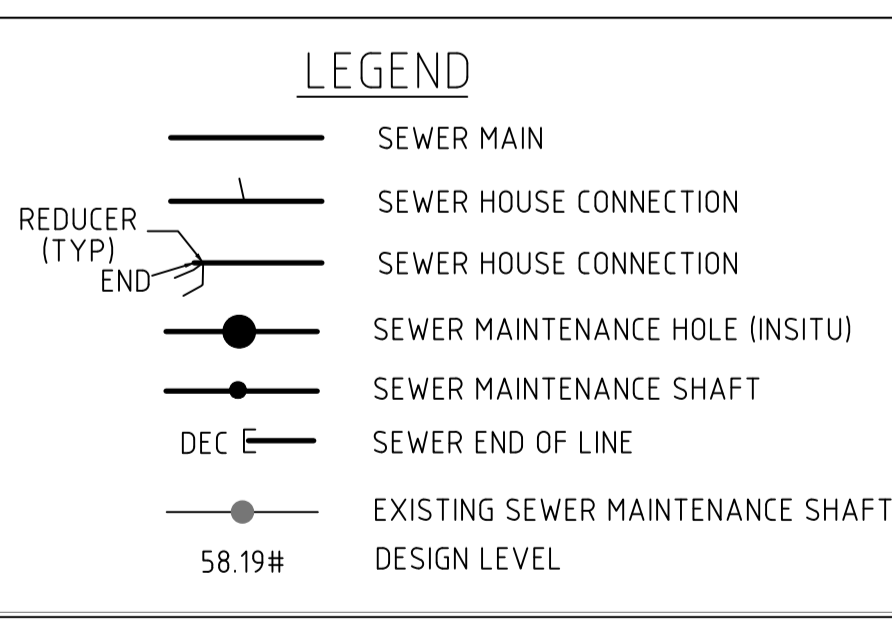 LEGEND
SEWER MAIN
SEWER HOUSE CONNECTION
REDUCER
(TYP)
END
SEWER HOUSE CONNECTION
SEWER MAINTENANCE HOLE (INSITU)
SEWER MAINTENANCE SHAFT
DEC E SEWER END OF LINE
EXISTING SEWER MAINTENANCE SHAFT
58.19# DESIGN LEVEL